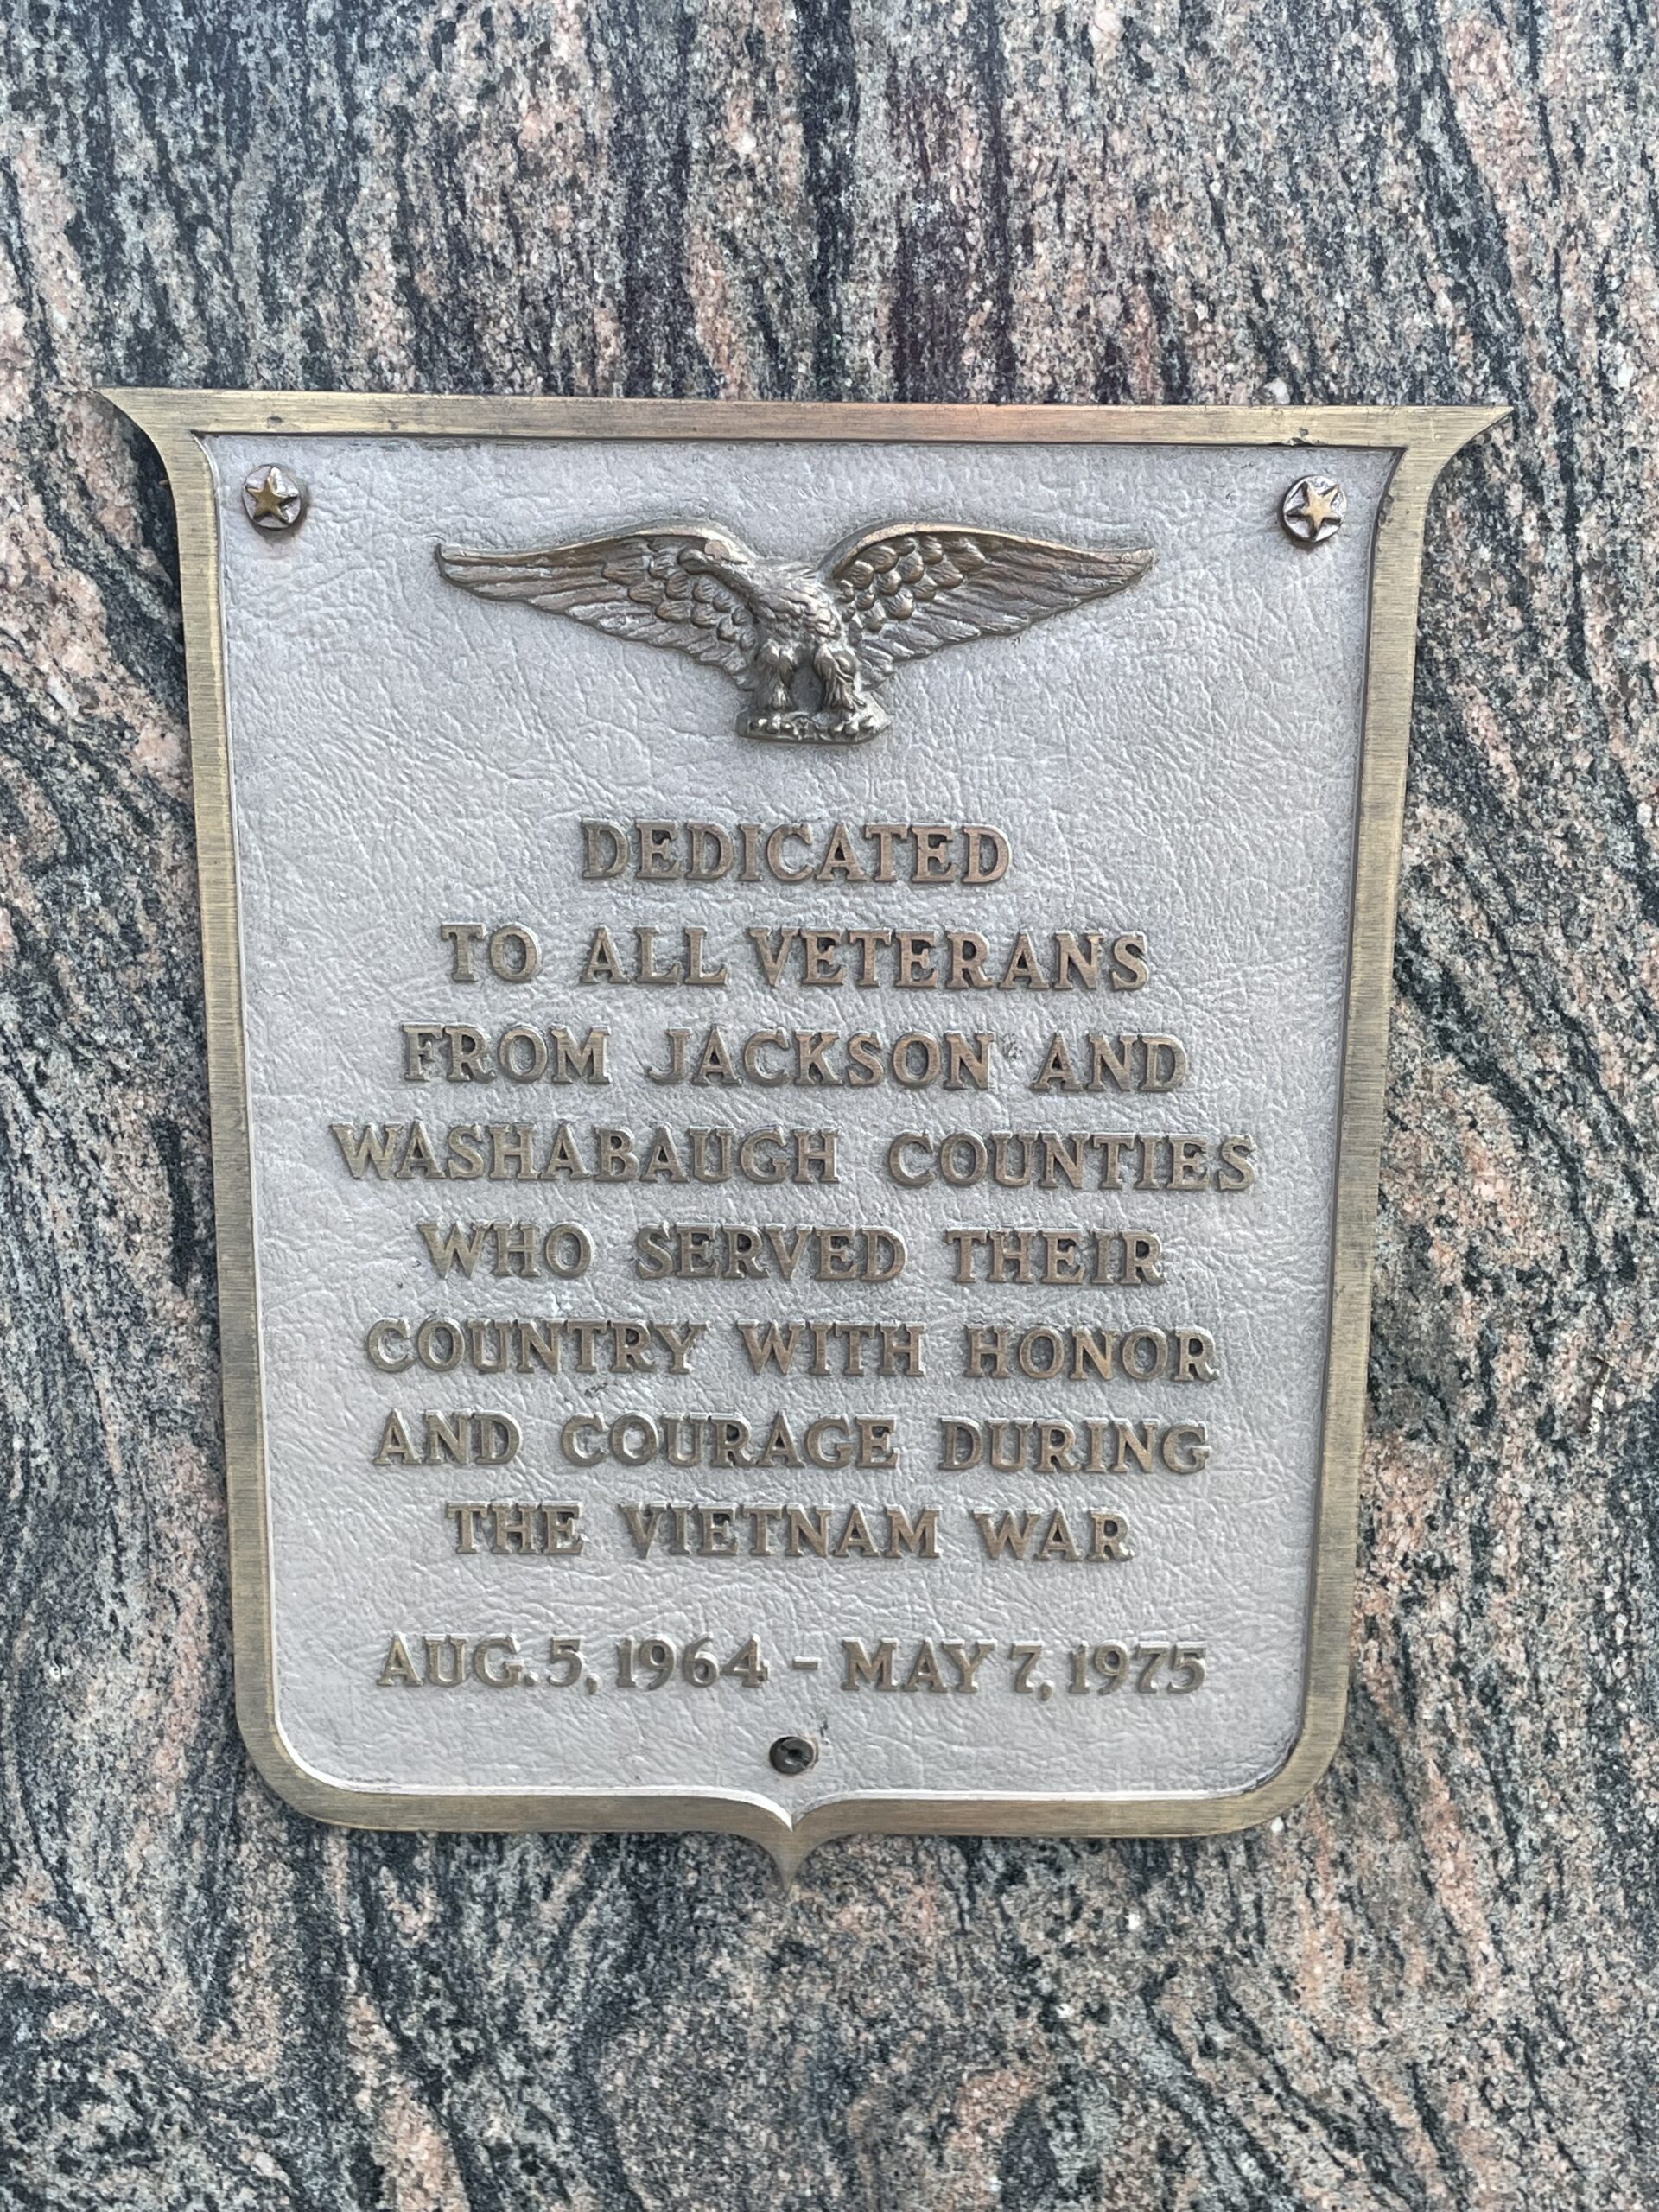 DEDICATED
TO ALL VETERANS
FROM JACKSON AND
WASHABAUGH COUNTIES
WHO SERVED THEIR
COUNTRY WITH HONOR
AND COURAGE DURING
THE VIETNAM WAR
AUG. 5, 1964 - MAY 7, 1975